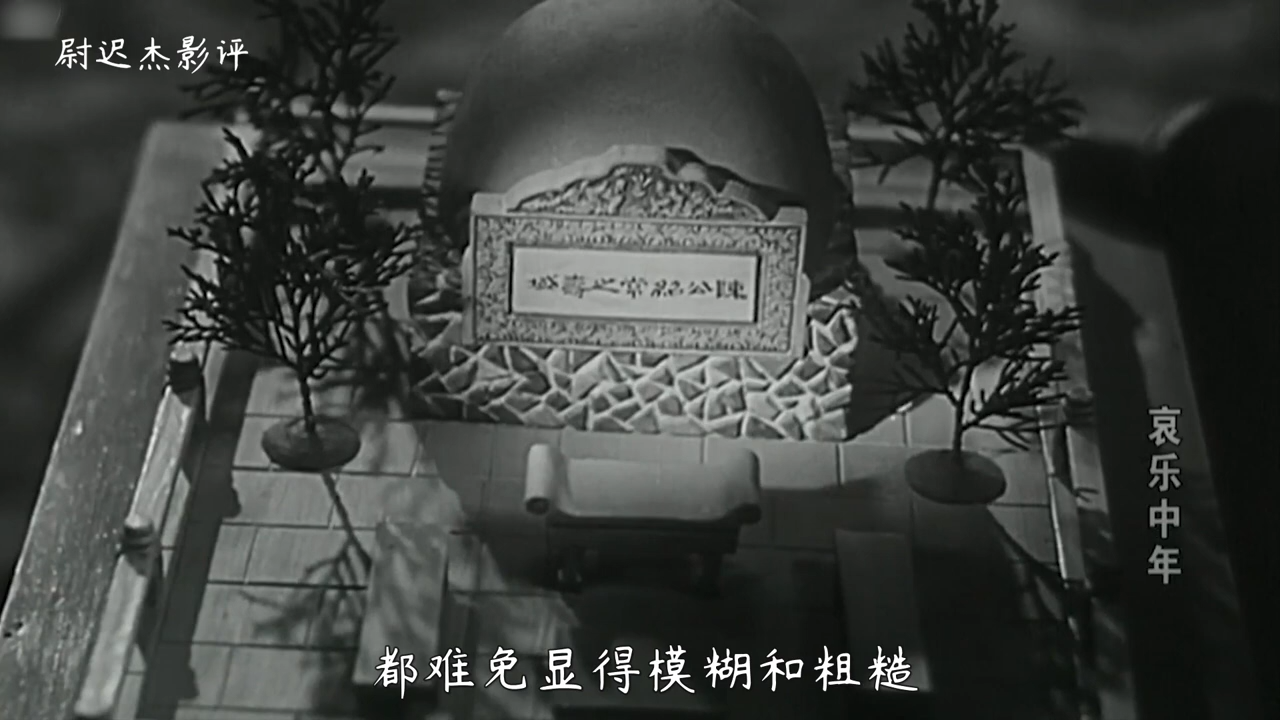 尉迟杰影评
陳公紹常之壽域
哀乐中年
都难免显得模糊和粗糙